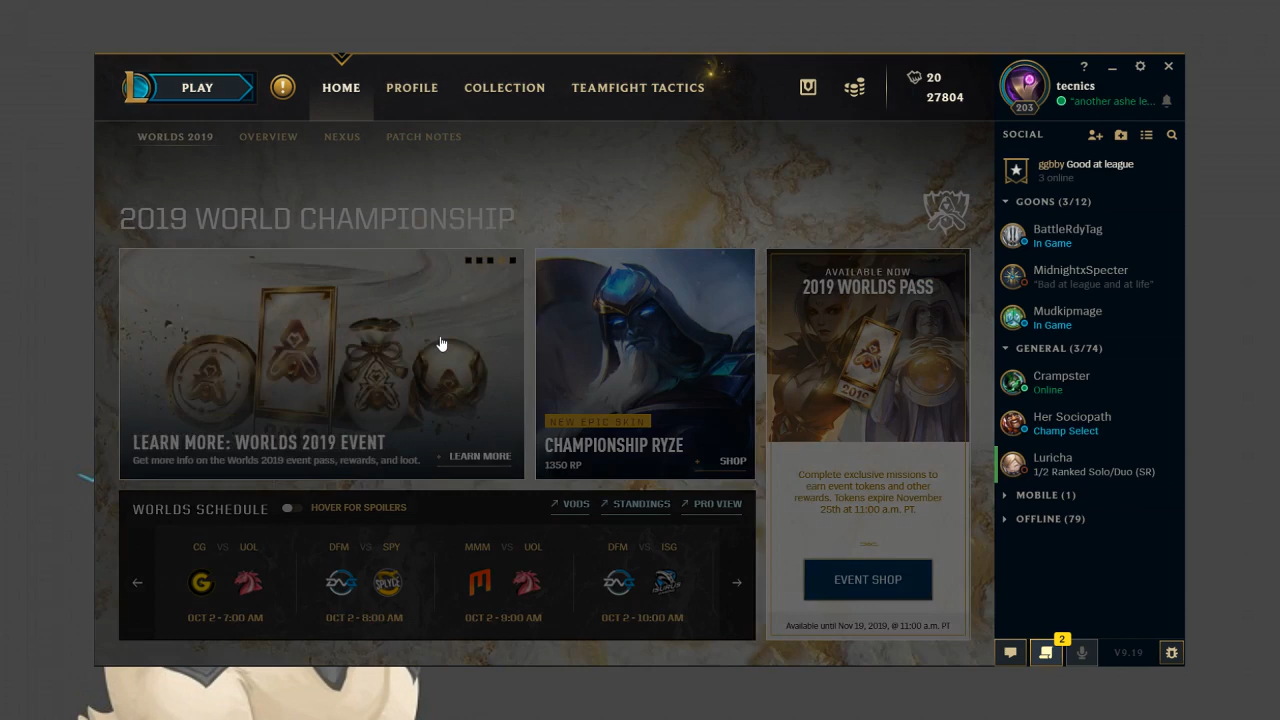 PLAY
HOME
PROFILE
COLLECTION
TEAMFIGHT TACTICS
20
27804
?
203
tecnics
"another ashe le...
WORLDS 2019
OVERVIEW
NEXUS
PATCH NOTES
2019 WORLD CHAMPIONSHIP
LEARN MORE: WORLDS 2019 EVENT
Get more info on the Worlds 2019 event pass, rewards, and loot.
LEARN MORE
NEW EPIC SKIN
CHAMPIONSHIP RYZE
1350 RP
SHOP
AVAILABLE NOW
2019 WORLDS PASS
2019
Complete exclusive missions to
earn event tokens and other
rewards. Tokens expire November
25th at 11:00 a.m. PT.
EVENT SHOP
Available until Nov 19, 2019, @ 11:00 a.m. PT
WORLDS SCHEDULE
HOVER FOR SPOILERS
VODS
STANDINGS
PRO VIEW
CG VS UOL
DFM VS SPY
MMM VS UOL
DFM VS ISG
SPLYCE
ISURUS
OCT 2 - 7:00 AM
OCT 2 - 8:00 AM
OCT 2 - 9:00 AM
OCT 2 - 10:00 AM
SOCIAL
ggbby Good at league
3 online
GOONS (3/12)
BattleRdyTag
In Game
MidnightxSpecter
"Bad at league and at life"
Mudkipmage
In Game
GENERAL (3/74)
Crampster
Online
Her Sociopath
Champ Select
Luricha
1/2 Ranked Solo/Duo (SR)
MOBILE (1)
OFFLINE (79)
2
V9.19